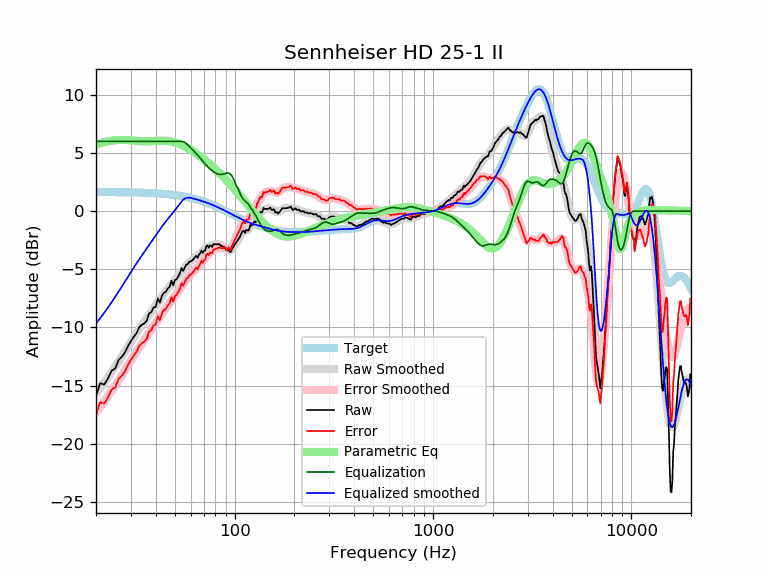 Sennheiser HD 25-1 II
Amplitude (dBr)
10
5
0
−5
−10
−15
−20
−25
Target
Raw Smoothed
Error Smoothed
Raw
Error
Parametric Eq
Equalization
Equalized smoothed
100
1000
10000
Frequency (Hz)